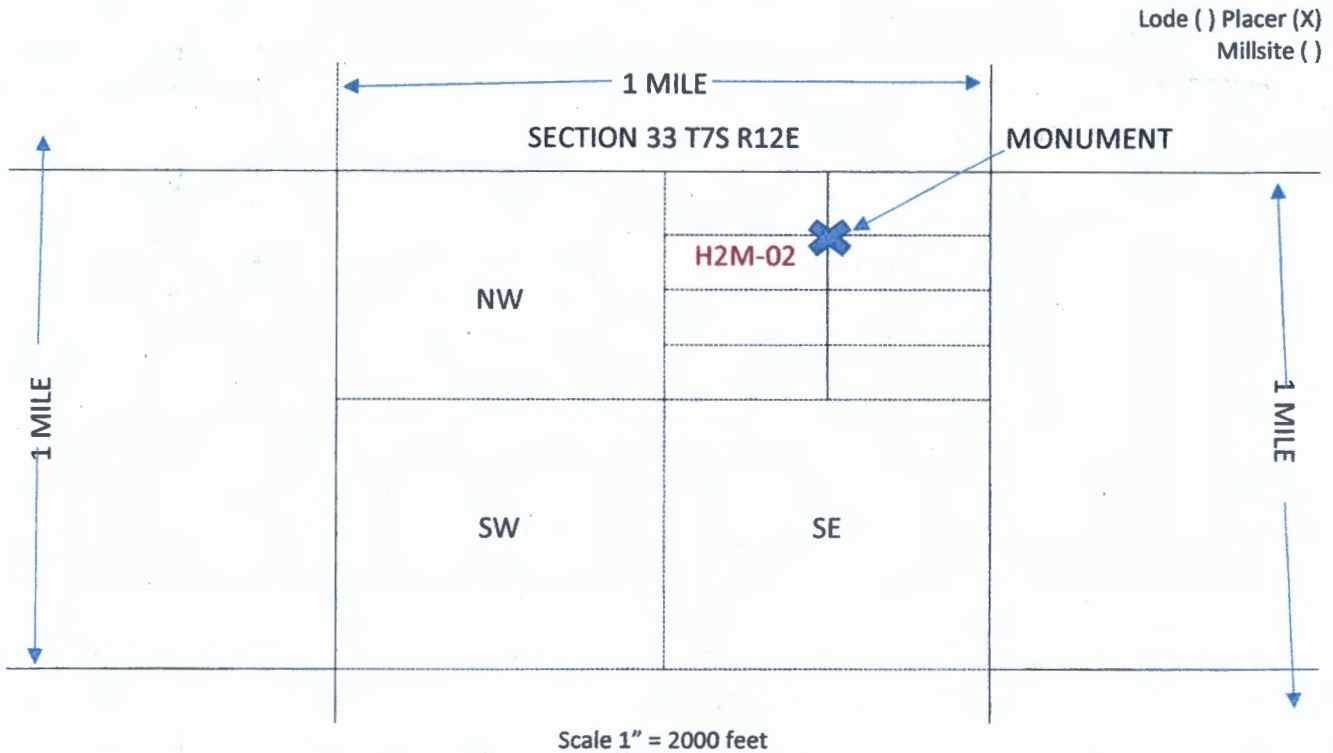 Lode ( ) Placer (X)
Millsite ( )
1 MILE
SECTION 33 T7S R12E
MONUMENT
H2M-02
NW
1 MILE
1 MILE
SW
SE
Scale 1" = 2000 feet